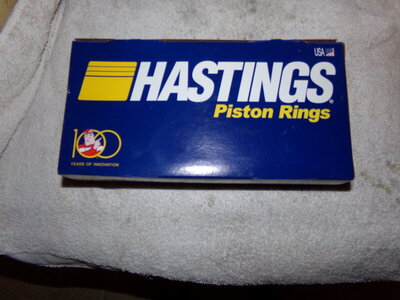 USA
HASTINGS®
Piston Rings
100
YEARS OF INNOVATION